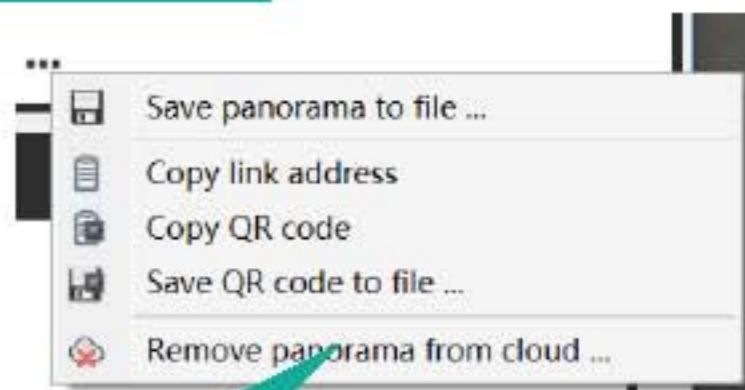 ...
Save panorama to file ...
Copy link address
Copy QR code
Save QR code to file ...
Remove panorama from cloud ...